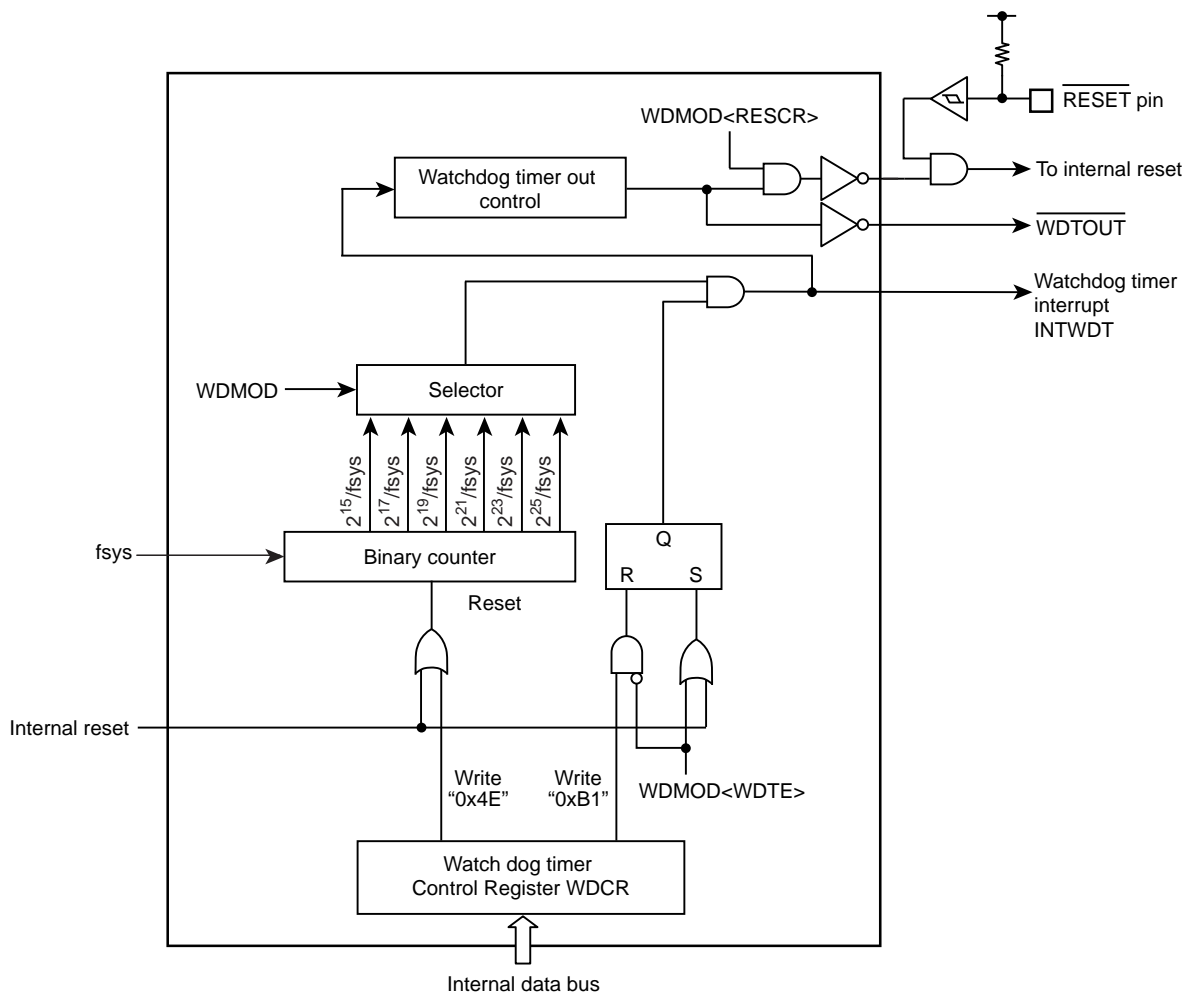 RESET pin
WDMOD<RESCR>
To internal reset
Watchdog timer out
control
WDTOUT
Watchdog timer
interrupt
INTWDT
WDMOD
Selector
2^15/fsys
2^17/fsys
2^19/fsys
2^21/fsys
2^23/fsys
2^25/fsys
fsys
Binary counter
Q
R S
Reset
Internal reset
Write
“0x4E”
Write
“0xB1”
WDMOD<WDTE>
Watch dog timer
Control Register WDCR
Internal data bus